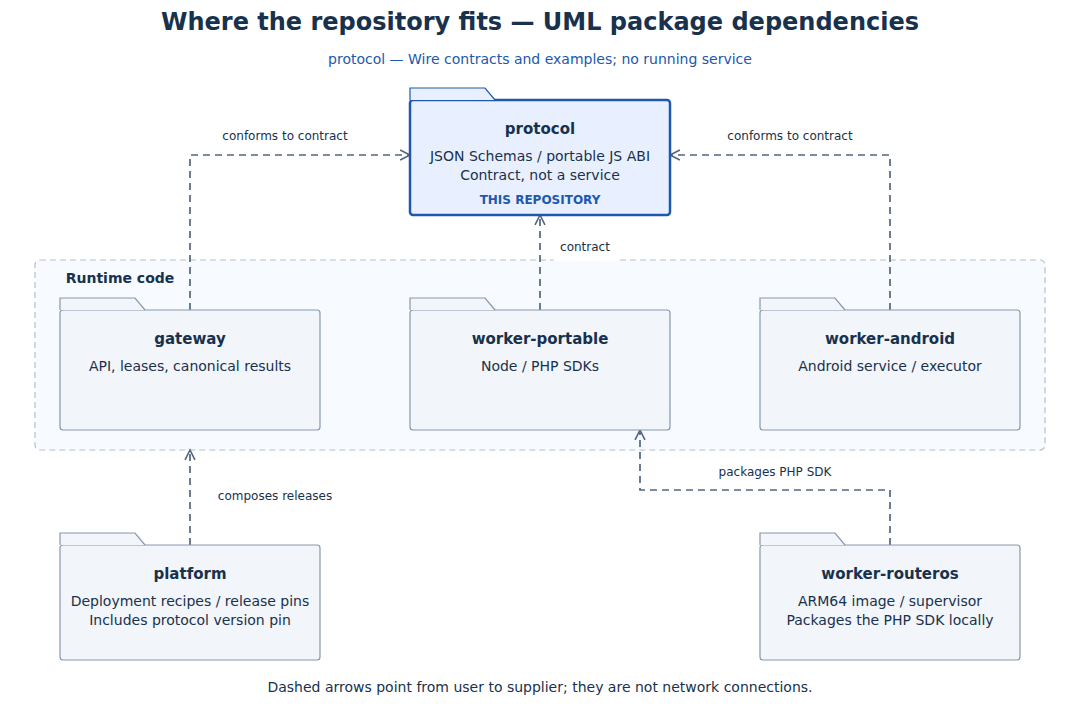 Where the repository fits — UML package dependencies
protocol — Wire contracts and examples; no running service
protocol
JSON Schemas / portable JS ABI
Contract, not a service
THIS REPOSITORY
conforms to contract
conforms to contract
contract
Runtime code
gateway
API, leases, canonical results
worker-portable
Node / PHP SDKs
worker-android
Android service / executor
composes releases
packages PHP SDK
platform
Deployment recipes / release pins
Includes protocol version pin
worker-routeros
ARM64 image / supervisor
Packages the PHP SDK locally
Dashed arrows point from user to supplier; they are not network connections.